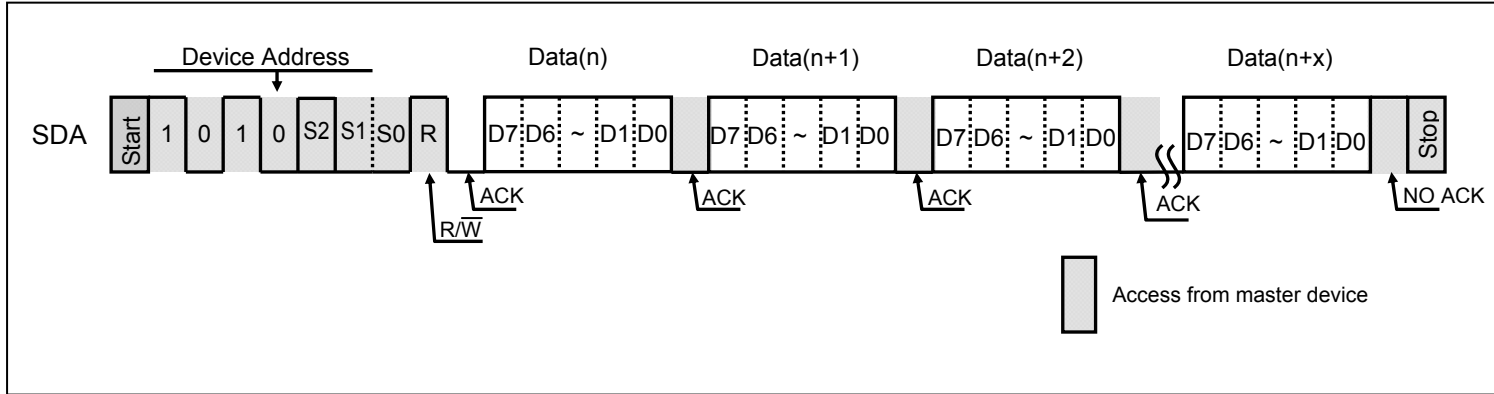 Device Address Data(n) Data(n+1) Data(n+2) Data(n+x)
SDA Start 1 0 1 0 S2 S1 S0 R D7 D6 ~ D1 D0 D7 D6 ~ D1 D0 D7 D6 ~ D1 D0 D7 D6 ~ D1 D0 Stop
ACK ACK ACK ACK NO ACK
R/W̅
Access from master device